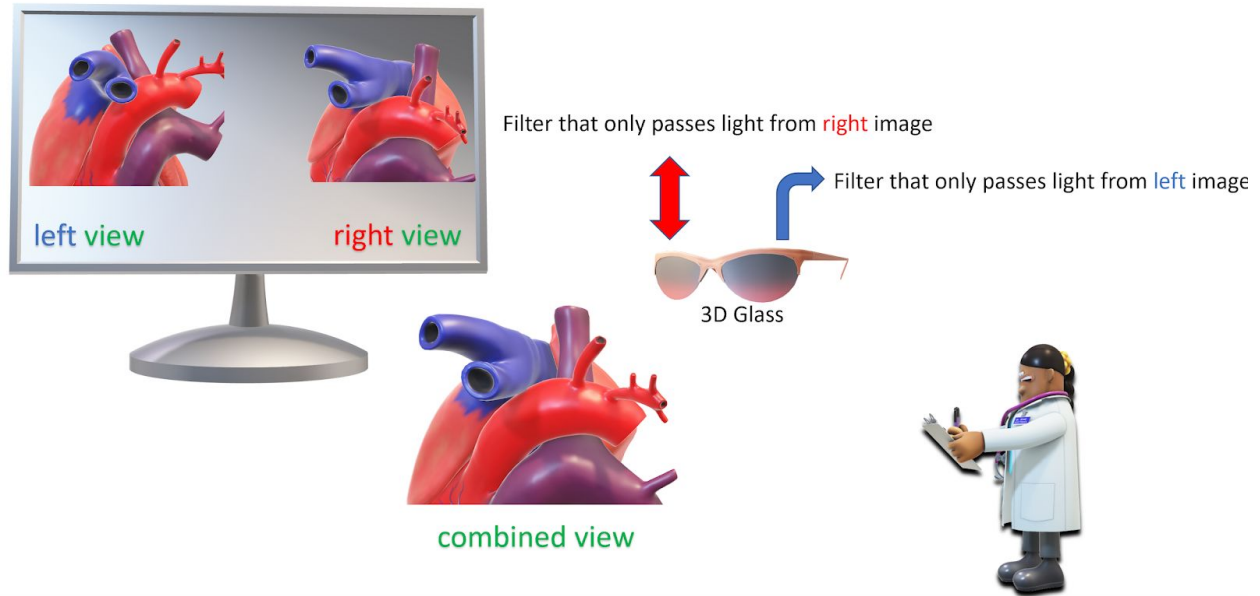 Filter that only passes light from right image
Filter that only passes light from left image
left view
right view
3D Glass
combined view